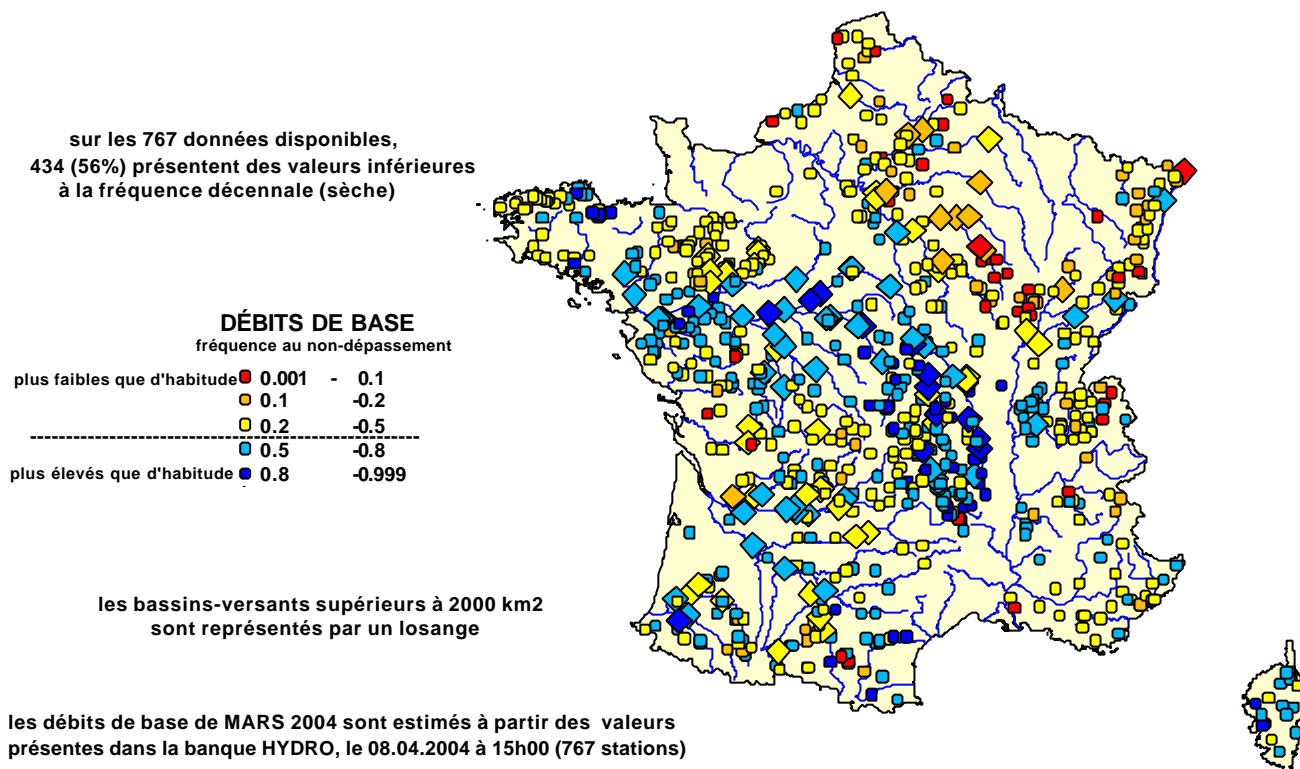 sur les 767 données disponibles,
434 (56%) présentent des valeurs inférieures
à la fréquence décennale (sèche)
DÉBITS DE BASE
fréquence au non-dépassement
plus faibles que d'habitude 0.001 - 0.1
0.1 -0.2
0.2 -0.5
0.5 -0.8
plus élevés que d'habitude 0.8 -0.999
les bassins-versants supérieurs à 2000 km2
sont représentés par un losange
les débits de base de MARS 2004 sont estimés à partir des valeurs
présentes dans la banque HYDRO, le 08.04.2004 à 15h00 (767 stations)